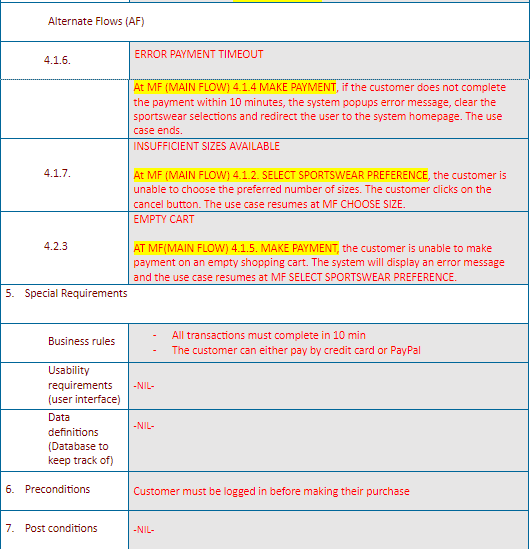 Alternate Flows (AF)
4.1.6.
ERROR PAYMENT TIMEOUT
At MF (MAIN FLOW) 4.1.4 MAKE PAYMENT, if the customer does not complete
the payment within 10 minutes, the system popups error message, clear the
sportswear selections and redirect the user to the system homepage. The use
case ends.
4.1.7.
INSUFFICIENT SIZES AVAILABLE
At MF (MAIN FLOW) 4.1.2. SELECT SPORTSWEAR PREFERENCE, the customer is
unable to choose the preferred number of sizes. The customer clicks on the
cancel button. The use case resumes at MF CHOOSE SIZE.
4.2.3
EMPTY CART
AT MF(MAIN FLOW) 4.1.5. MAKE PAYMENT, the customer is unable to make
payment on an empty shopping cart. The system will display an error message
and the use case resumes at MF SELECT SPORTSWEAR PREFERENCE.
5. Special Requirements
Business rules
- All transactions must complete in 10 min
- The customer can either pay by credit card or PayPal
Usability
requirements
(user interface)
-NIL-
Data
definitions
(Database to
keep track of)
-NIL-
6. Preconditions
Customer must be logged in before making their purchase
7. Post conditions
-NIL-